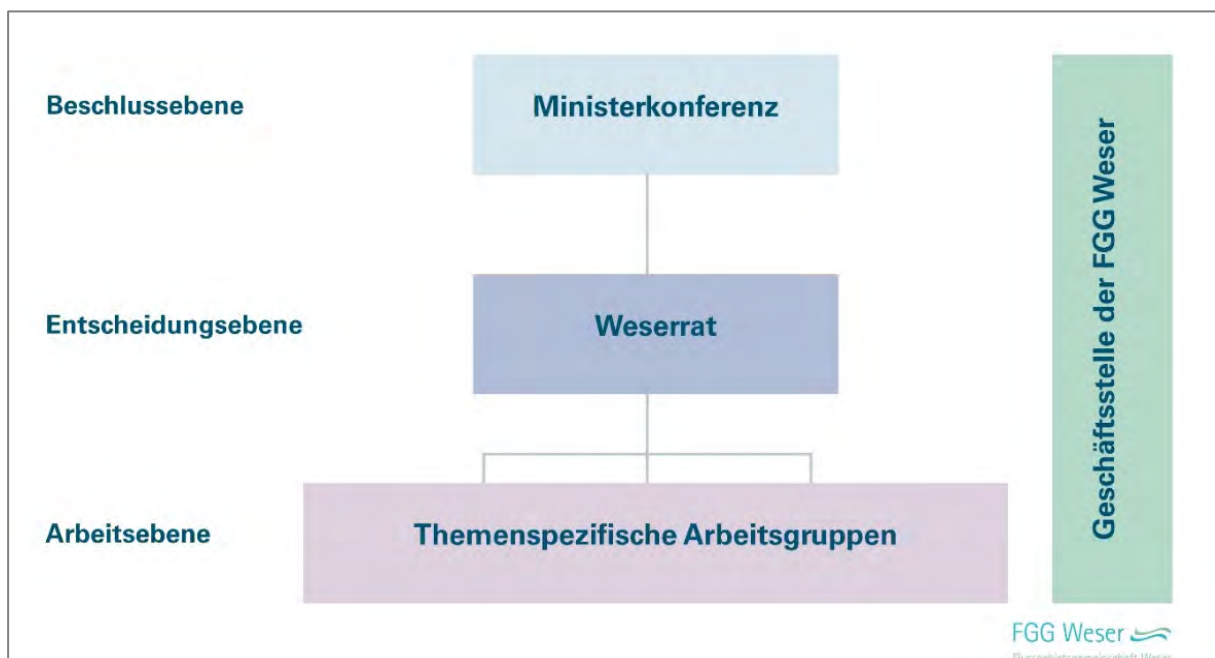 Beschlussebene
Ministerkonferenz
Entscheidungsebene
Weserrat
Arbeitsebene
Themenspezifische Arbeitsgruppen
Geschäftsstelle der FGG Weser
FGG Weser